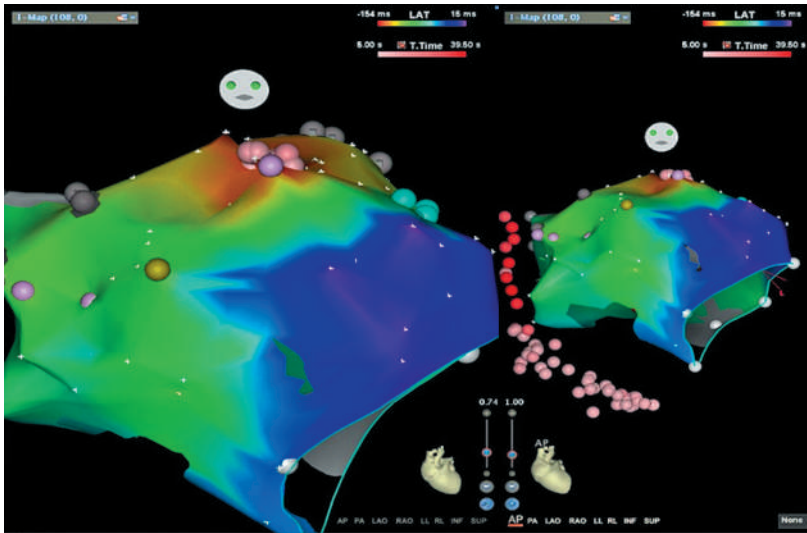 1-Map (108, 0)
-154 ms LAT 15 ms
5.00 s T.Time 39.50 s
1-Map (108, 0)
-154 ms LAT 15 ms
5.00 s T.Time 39.50 s
0.74 1.00
AP
AP PA LAO RAO LL RL INF SUP
AP PA LAO RAO LL RL INF SUP
None